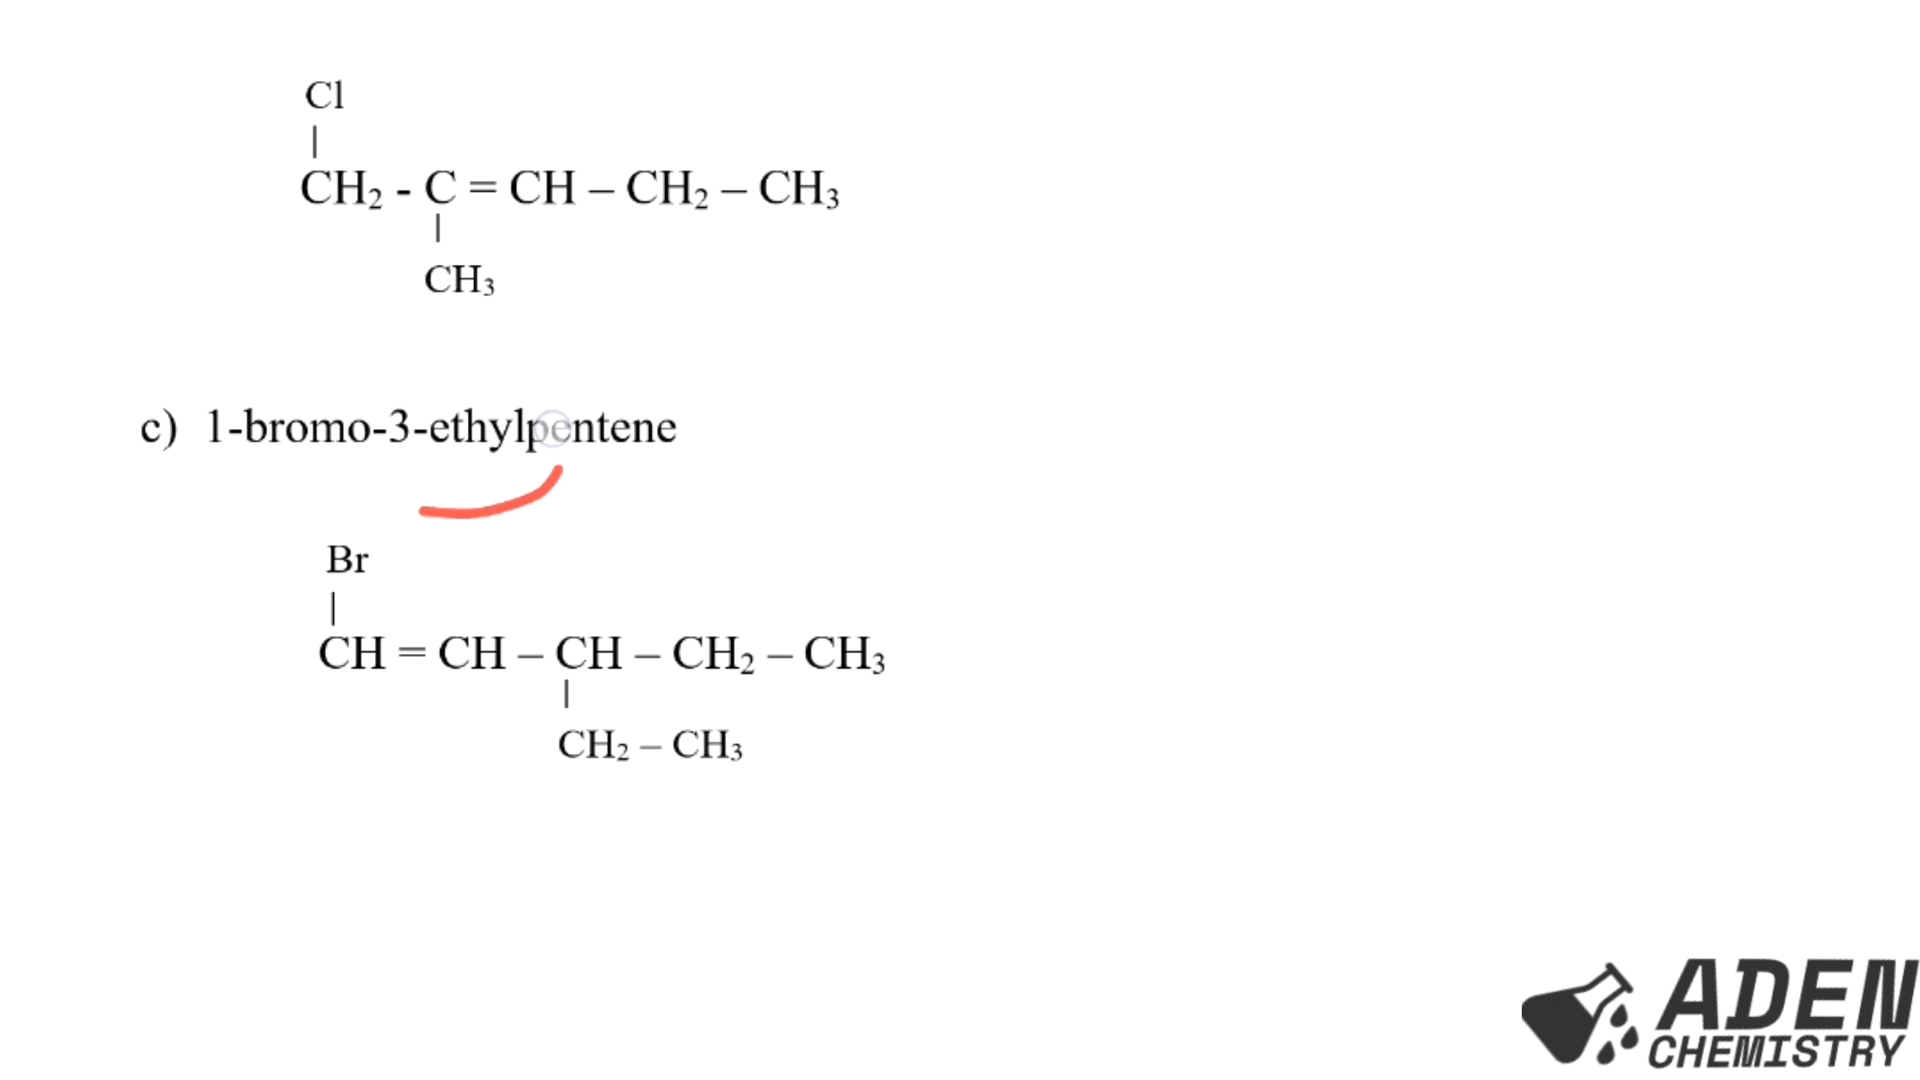 Cl
|
CH₂ - C = CH – CH₂ – CH₃
|
CH₃
c) 1-bromo-3-ethylpentene
Br
|
CH = CH – CH – CH₂ – CH₃
|
CH₂ – CH₃
ADEN
CHEMISTRY